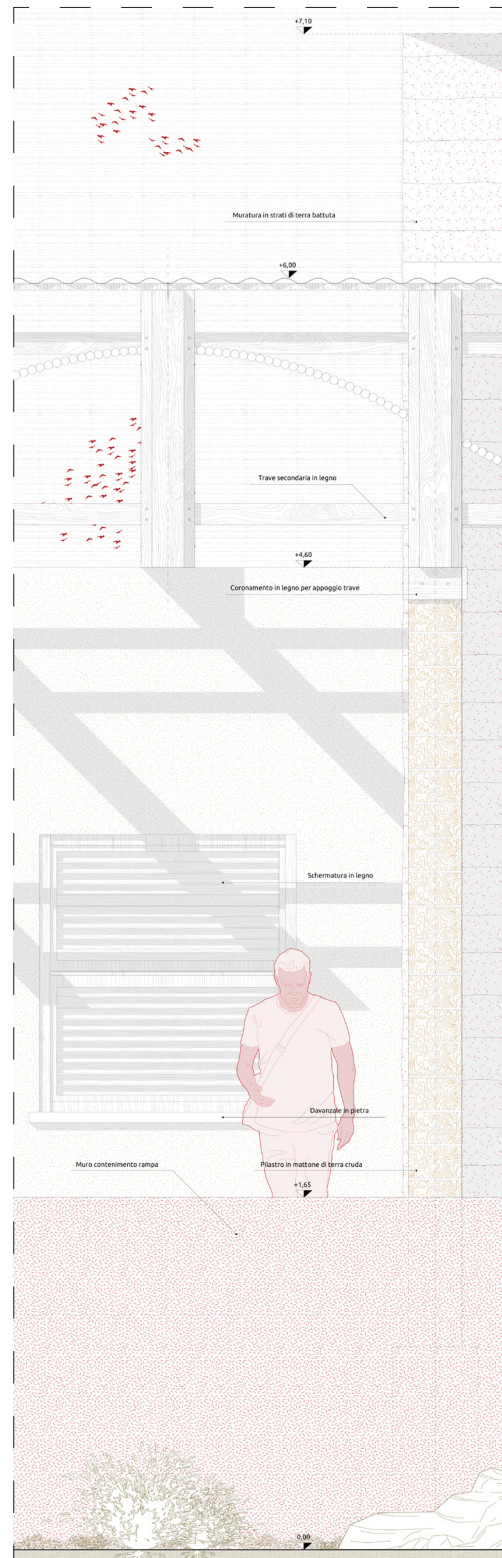 +7,10
Muratura in strati di terra battuta
+6,00
Trave secondaria in legno
+4,60
Coronamento in legno per appoggio trave
Schermatura in legno
Davanzale in pietra
Muro contenimento rampa
Pilastro in mattone di terra cruda
+1,65
0,00